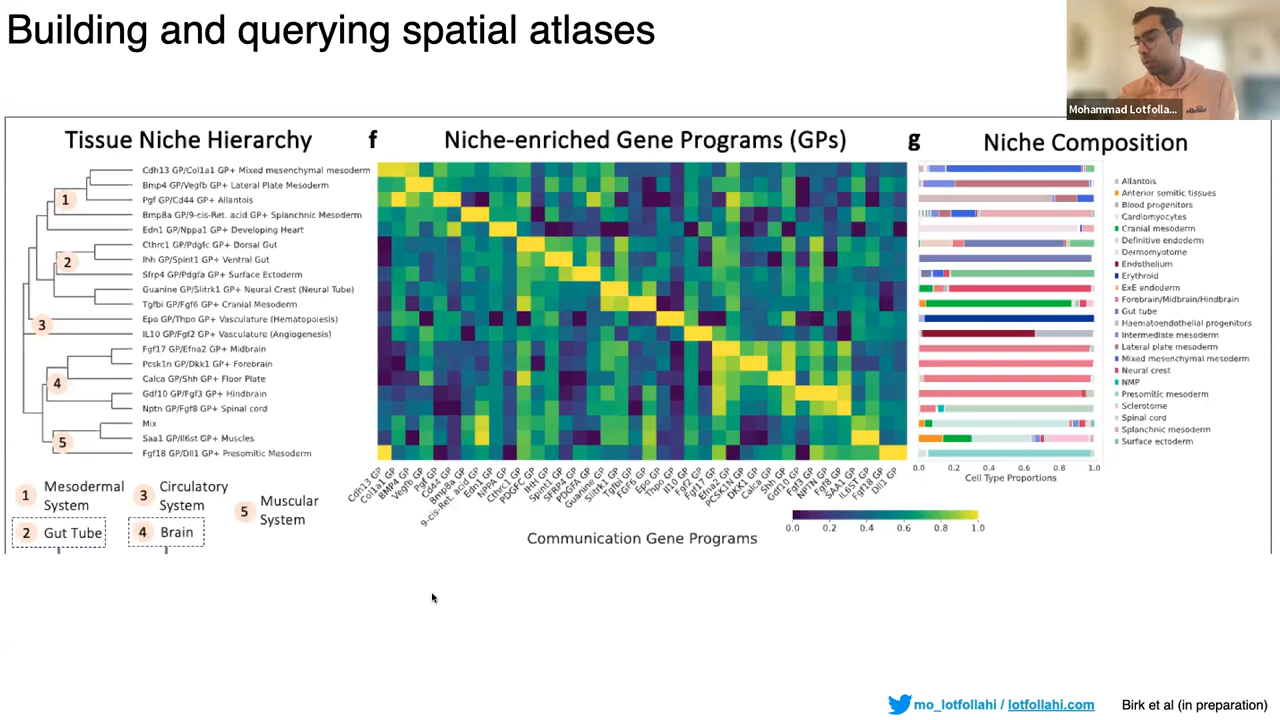 Building and querying spatial atlases
Mohammad Lotfolla...
Tissue Niche Hierarchy
Cdh13 GP/Col1a1 GP+ Mixed mesenchymal mesoderm
Bmp4 GP/Vegfb GP+ Lateral Plate Mesoderm
Pgf GP/Cd44 GP+ Allantois
Bmp8a GP/9-cis-Ret. acid GP+ Splanchnic Mesoderm
Edn1 GP/Nppa1 GP+ Developing Heart
Cthrc1 GP/Pdgfc GP+ Dorsal Gut
Ihh GP/Spint1 GP+ Ventral Gut
Sfrp4 GP/Pdgfa GP+ Surface Ectoderm
Guanine GP/Slitrk1 GP+ Neural Crest (Neural Tube)
Tgfbi GP/Fgf6 GP+ Cranial Mesoderm
Epo GP/Thpo GP+ Vasculature (Hematopoiesis)
IL10 GP/Fgf2 GP+ Vasculature (Angiogenesis)
Fgf17 GP/Efna2 GP+ Midbrain
Pcsk1n GP/Dkk1 GP+ Forebrain
Calca GP/Shh GP+ Floor Plate
Gdf10 GP/Fgf3 GP+ Hindbrain
Nptn GP/Fgf8 GP+ Spinal cord
Mix
Saa1 GP/Il6st GP+ Muscles
Fgf18 GP/Dll1 GP+ Presomitic Mesoderm
1
2
3
4
5
1 Mesodermal System
2 Gut Tube
3 Circulatory System
4 Brain
5 Muscular System
f
Niche-enriched Gene Programs (GPs)
Cdh13 GP
Col1a1 GP
BMP4 GP
Vegfb GP
Pgf GP
Cd44 GP
Bmp8a GP
9-cis-Ret. acid GP
Edn1 GP
NPPA1 GP
Cthrc1 GP
PDGFC GP
IHH GP
Spint1 GP
SFRP4 GP
PDGFA GP
Guanine GP
Slitrk1 GP
Tgfbi GP
FGF6 GP
Epo GP
Thpo GP
Il10 GP
Fgf2 GP
Fgf17 GP
Efna2 GP
PCSK1N GP
DKK1 GP
Calca GP
Shh GP
Gdf10 GP
Fgf3 GP
NPTN GP
Fgf8 GP
SAA1 GP
IL6ST GP
Fgf18 GP
Dll1 GP
Communication Gene Programs
0.0 0.2 0.4 0.6 0.8 1.0
g
Niche Composition
0.0 0.2 0.4 0.6 0.8 1.0
Cell Type Proportions
Allantois
Anterior somitic tissues
Blood progenitors
Cardiomyocytes
Cranial mesoderm
Definitive endoderm
Dermomyotome
Endothelium
Erythroid
ExE endoderm
Forebrain/Midbrain/Hindbrain
Gut tube
Haematoendothelial progenitors
Intermediate mesoderm
Lateral plate mesoderm
Mixed mesenchymal mesoderm
Neural crest
NMP
Presomitic mesoderm
Sclerotome
Spinal cord
Splanchnic mesoderm
Surface ectoderm
mo_lotfollahi / lotfollahi.com
Birk et al (in preparation)